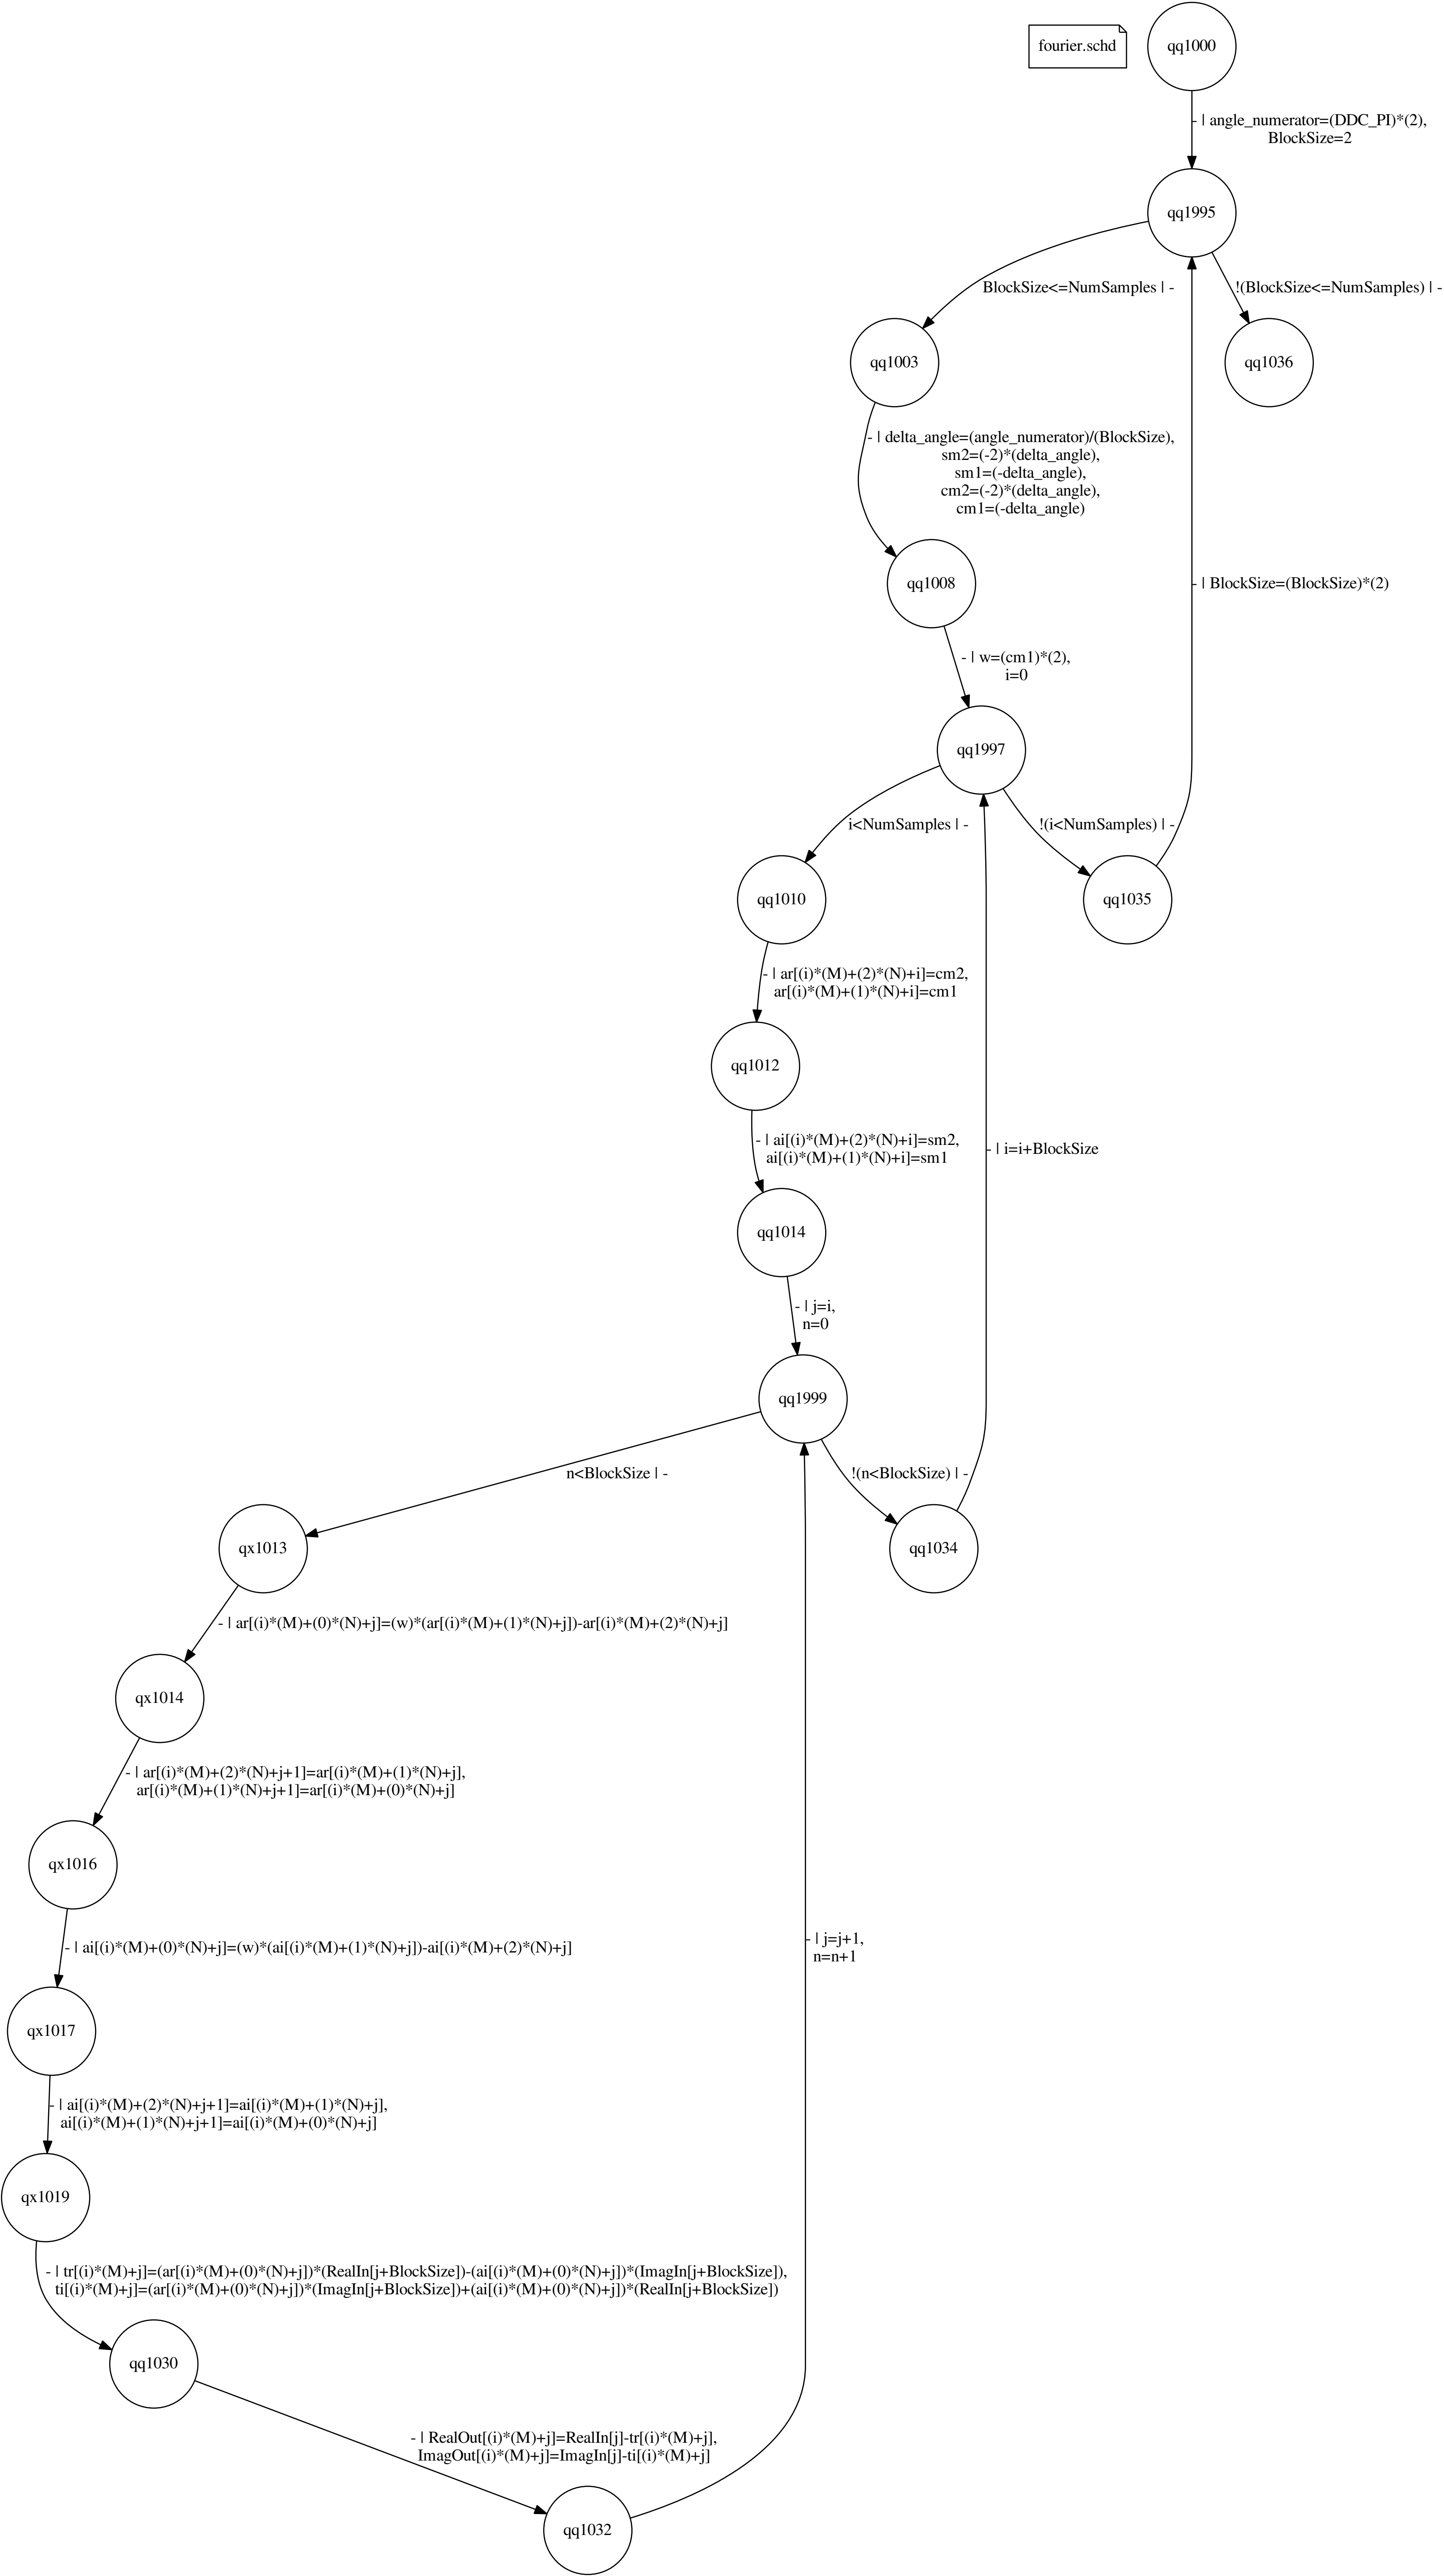 fourier.schd
qq1000
- | angle_numerator=(DDC_PI)*(2),
BlockSize=2
qq1995
BlockSize<=NumSamples | -
!(BlockSize<=NumSamples) | -
qq1003
qq1036
- | delta_angle=(angle_numerator)/(BlockSize),
sm2=(-2)*(delta_angle),
sm1=(-delta_angle),
cm2=(-2)*(delta_angle),
cm1=(-delta_angle)
qq1008
- | BlockSize=(BlockSize)*(2)
- | w=(cm1)*(2),
i=0
qq1997
i<NumSamples | -
!(i<NumSamples) | -
qq1010
qq1035
- | ar[(i)*(M)+(2)*(N)+i]=cm2,
ar[(i)*(M)+(1)*(N)+i]=cm1
qq1012
- | ai[(i)*(M)+(2)*(N)+i]=sm2,
ai[(i)*(M)+(1)*(N)+i]=sm1
- | i=i+BlockSize
qq1014
- | j=i,
n=0
qq1999
n<BlockSize | -
!(n<BlockSize) | -
qx1013
qq1034
- | ar[(i)*(M)+(0)*(N)+j]=(w)*(ar[(i)*(M)+(1)*(N)+j])-ar[(i)*(M)+(2)*(N)+j]
qx1014
- | ar[(i)*(M)+(2)*(N)+j+1]=ar[(i)*(M)+(1)*(N)+j],
ar[(i)*(M)+(1)*(N)+j+1]=ar[(i)*(M)+(0)*(N)+j]
qx1016
- | ai[(i)*(M)+(0)*(N)+j]=(w)*(ai[(i)*(M)+(1)*(N)+j])-ai[(i)*(M)+(2)*(N)+j]
- | j=j+1,
n=n+1
qx1017
- | ai[(i)*(M)+(2)*(N)+j+1]=ai[(i)*(M)+(1)*(N)+j],
ai[(i)*(M)+(1)*(N)+j+1]=ai[(i)*(M)+(0)*(N)+j]
qx1019
- | tr[(i)*(M)+j]=(ar[(i)*(M)+(0)*(N)+j])*(RealIn[j+BlockSize])-(ai[(i)*(M)+(0)*(N)+j])*(ImagIn[j+BlockSize]),
ti[(i)*(M)+j]=(ar[(i)*(M)+(0)*(N)+j])*(ImagIn[j+BlockSize])+(ai[(i)*(M)+(0)*(N)+j])*(RealIn[j+BlockSize])
qq1030
- | RealOut[(i)*(M)+j]=RealIn[j]-tr[(i)*(M)+j],
ImagOut[(i)*(M)+j]=ImagIn[j]-ti[(i)*(M)+j]
qq1032